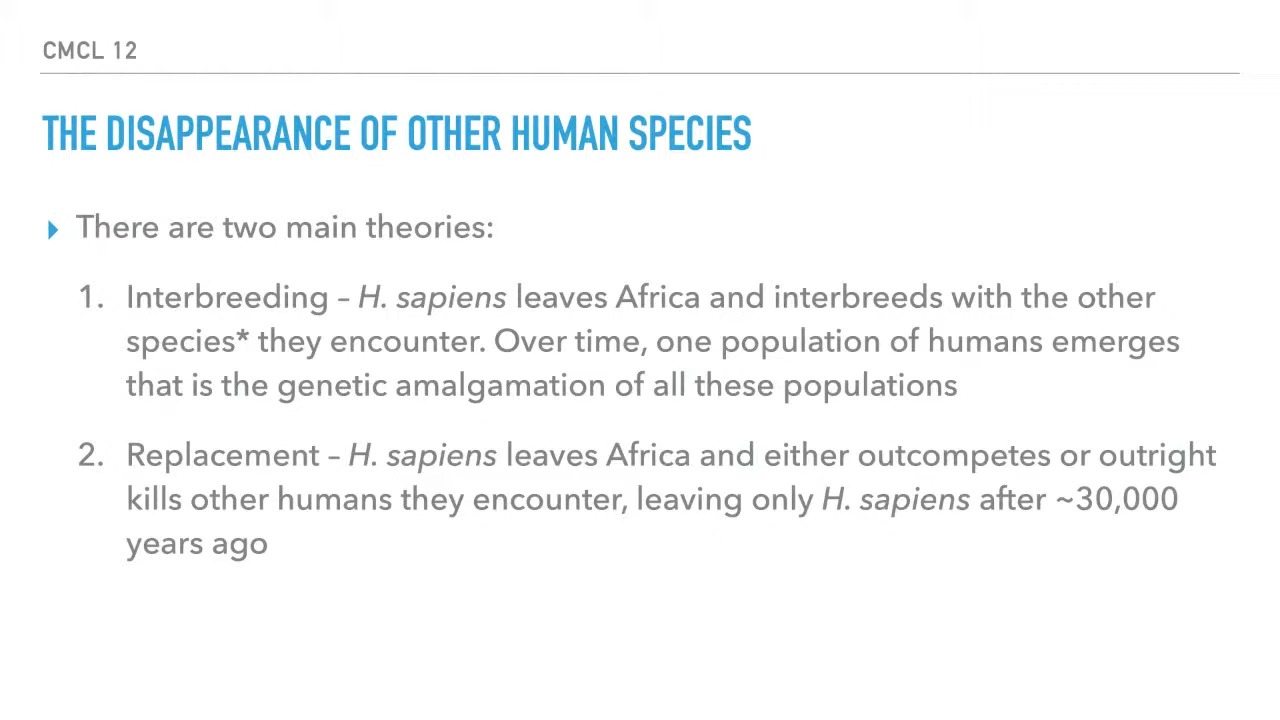 CMCL 12
THE DISAPPEARANCE OF OTHER HUMAN SPECIES
There are two main theories:
1. Interbreeding – H. sapiens leaves Africa and interbreeds with the other
species* they encounter. Over time, one population of humans emerges
that is the genetic amalgamation of all these populations
2. Replacement – H. sapiens leaves Africa and either outcompetes or outright
kills other humans they encounter, leaving only H. sapiens after ~30,000
years ago